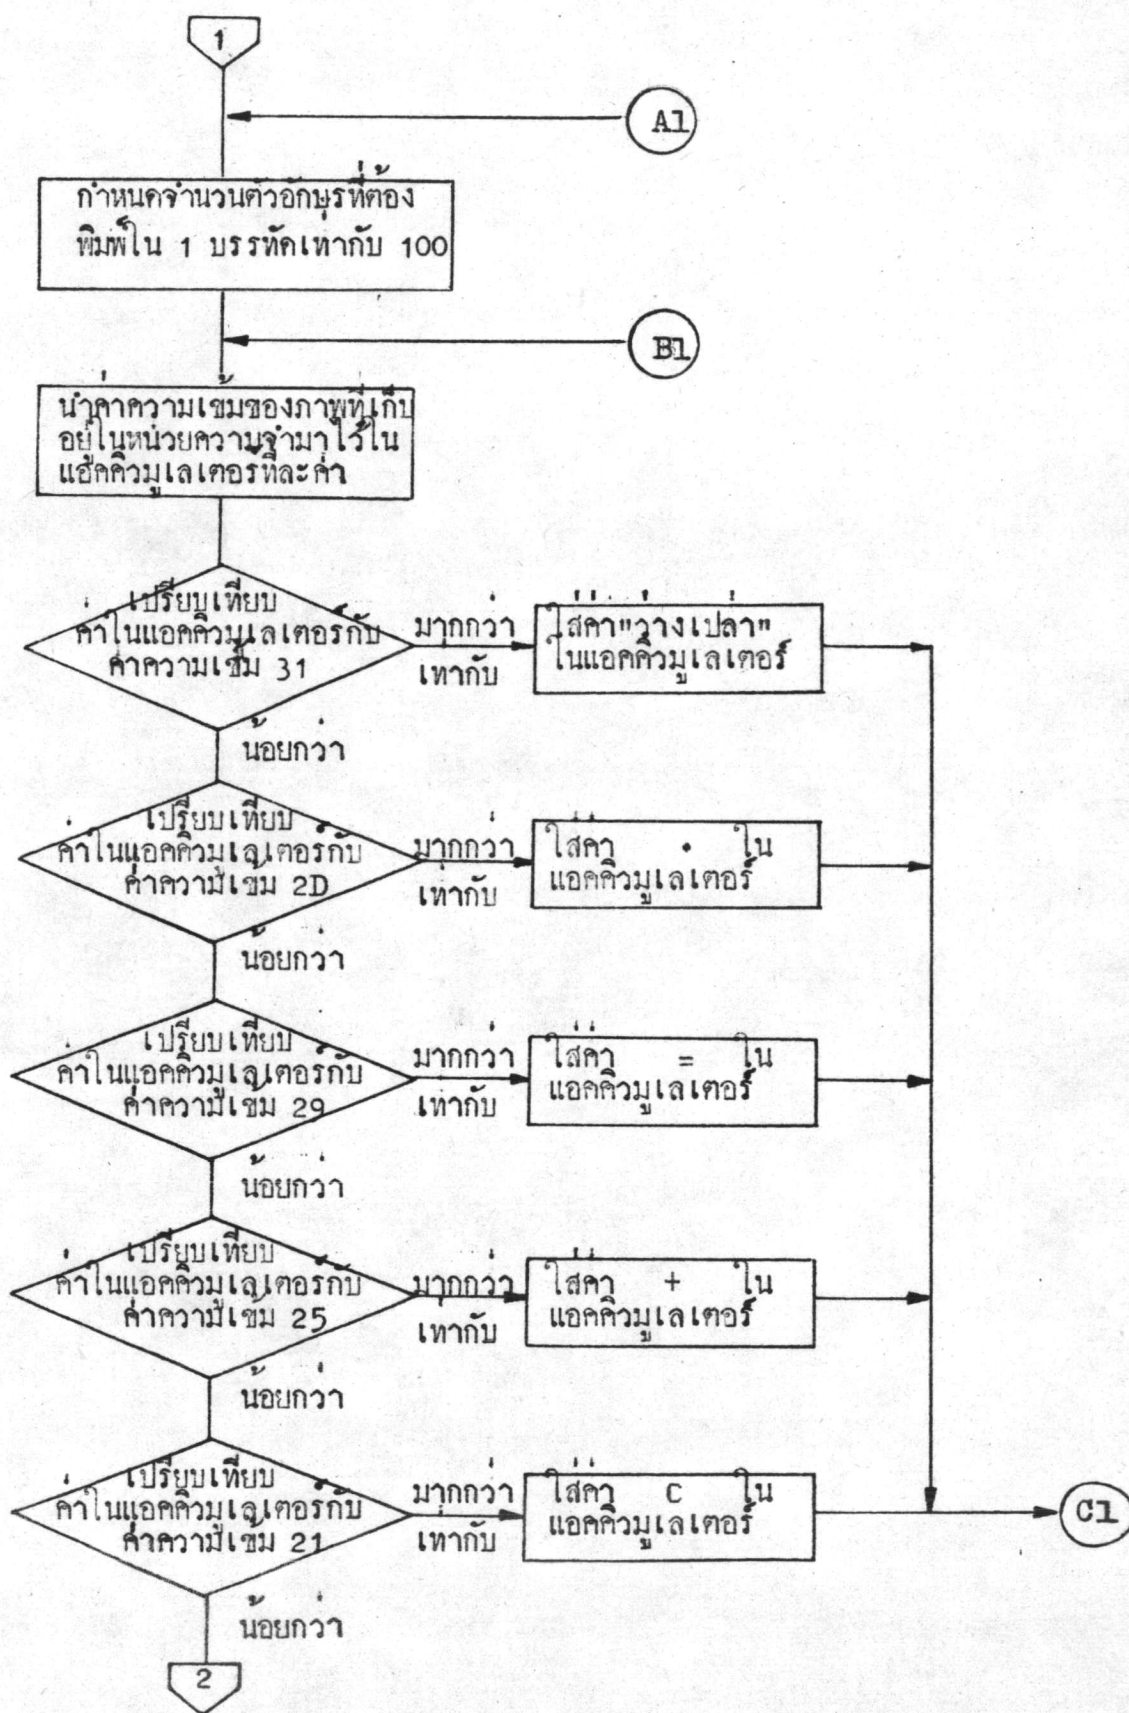 1
A1
กำหนดจำนวนตัวอักษรที่ต้อง
พิมพ์ใน 1 บรรทัดเท่ากับ 100
B1
นำค่าความเข้มของภาพที่เก็บ
อยู่ในหน่วยความจำมาไว้ใน
แอคคิวมูเลเตอร์ทีละค่า
เปรียบเทียบ
ค่าในแอคคิวมูเลเตอร์กับ
ค่าความเข้ม 31
มากกว่า
เท่ากับ
ใส่ค่า"ว่างเปล่า"
ในแอคคิวมูเลเตอร์
น้อยกว่า
เปรียบเทียบ
ค่าในแอคคิวมูเลเตอร์กับ
ค่าความเข้ม 2D
มากกว่า
เท่ากับ
ใส่ค่า • ใน
แอคคิวมูเลเตอร์
น้อยกว่า
เปรียบเทียบ
ค่าในแอคคิวมูเลเตอร์กับ
ค่าความเข้ม 29
มากกว่า
เท่ากับ
ใส่ค่า = ใน
แอคคิวมูเลเตอร์
น้อยกว่า
เปรียบเทียบ
ค่าในแอคคิวมูเลเตอร์กับ
ค่าความเข้ม 25
มากกว่า
เท่ากับ
ใส่ค่า + ใน
แอคคิวมูเลเตอร์
น้อยกว่า
เปรียบเทียบ
ค่าในแอคคิวมูเลเตอร์กับ
ค่าความเข้ม 21
มากกว่า
เท่ากับ
ใส่ค่า C ใน
แอคคิวมูเลเตอร์
C1
น้อยกว่า
2